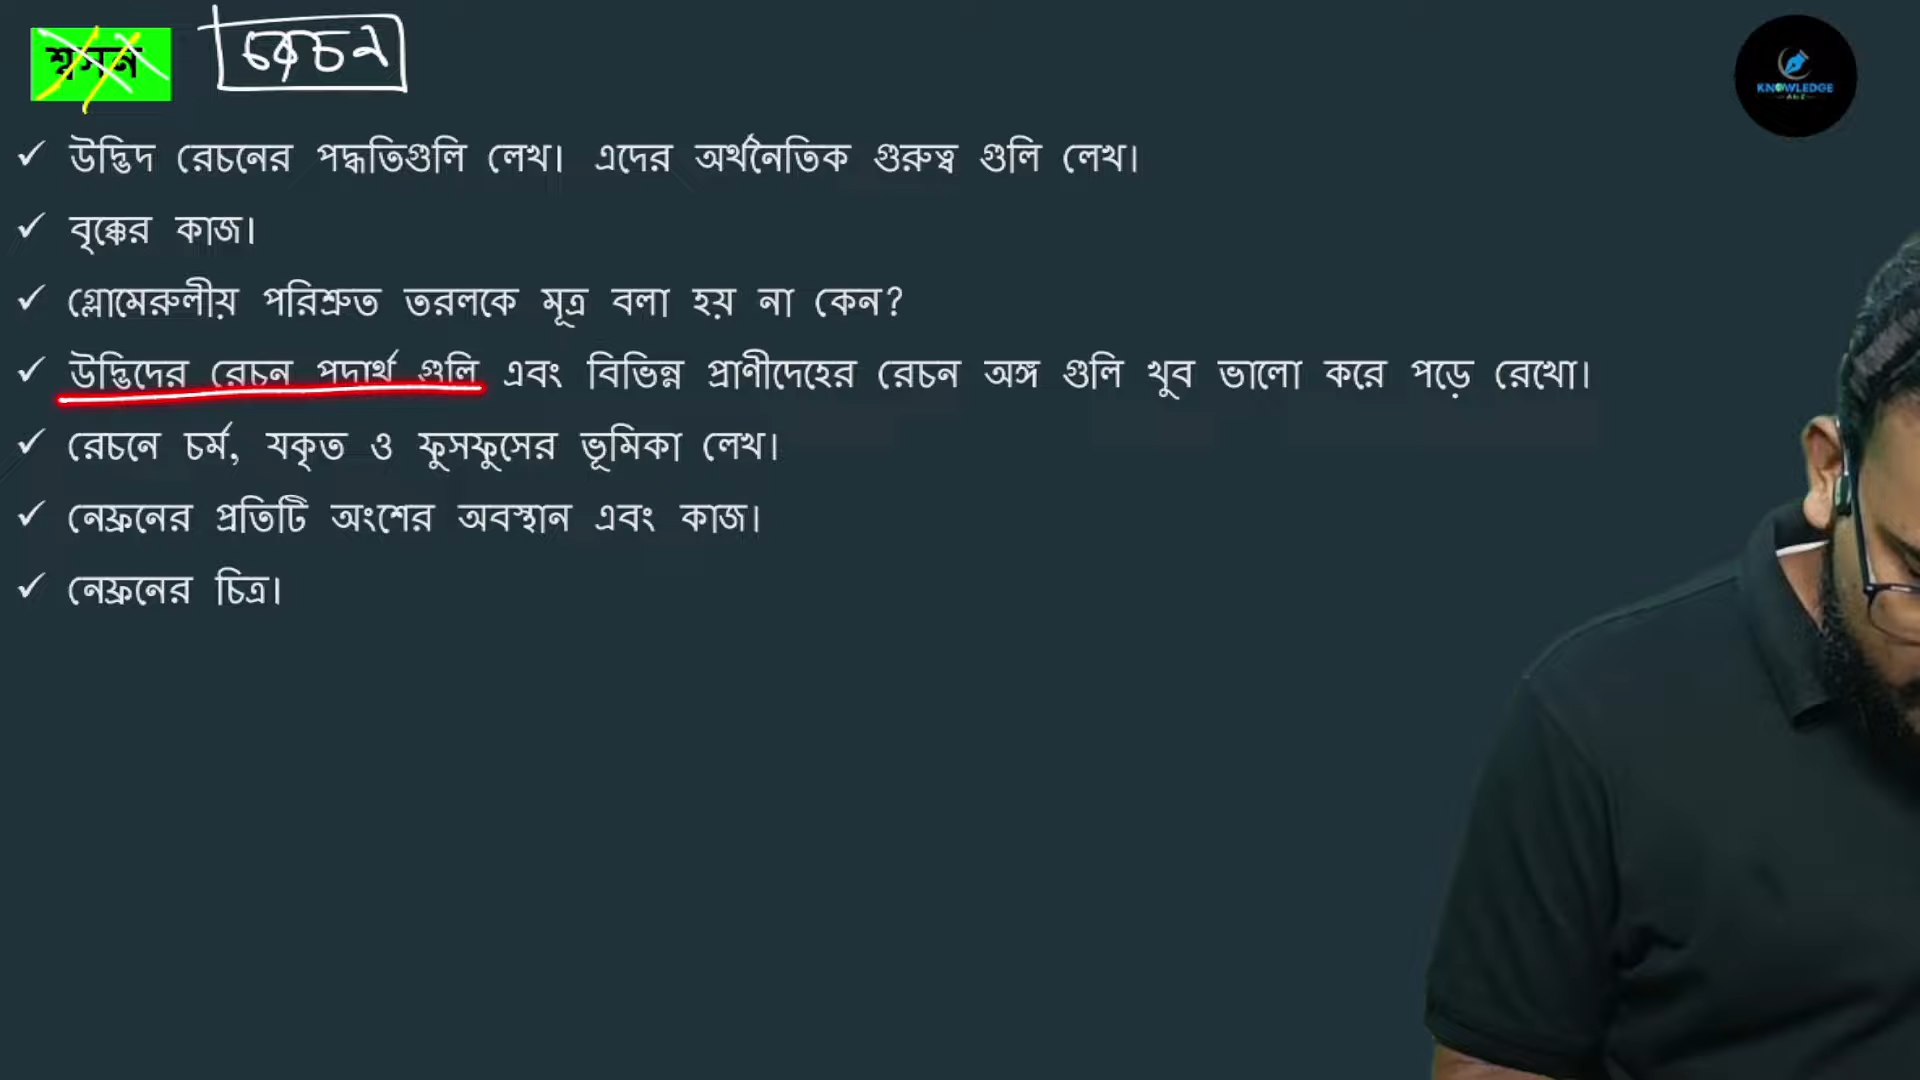 শ্বসন রেচন
KNOWLEDGE
✓ উদ্ভিদ রেচনের পদ্ধতিগুলি লেখ। এদের অর্থনৈতিক গুরুত্ব গুলি লেখ।
✓ বৃক্কের কাজ।
✓ গ্লোমেরুলীয় পরিশ্রুত তরলকে মূত্র বলা হয় না কেন?
✓ উদ্ভিদের রেচন পদার্থ গুলি এবং বিভিন্ন প্রাণীদেহের রেচন অঙ্গ গুলি খুব ভালো করে পড়ে রেখো।
✓ রেচনে চর্ম, যকৃত ও ফুসফুসের ভূমিকা লেখ।
✓ নেফ্রনের প্রতিটি অংশের অবস্থান এবং কাজ।
✓ নেফ্রনের চিত্র।